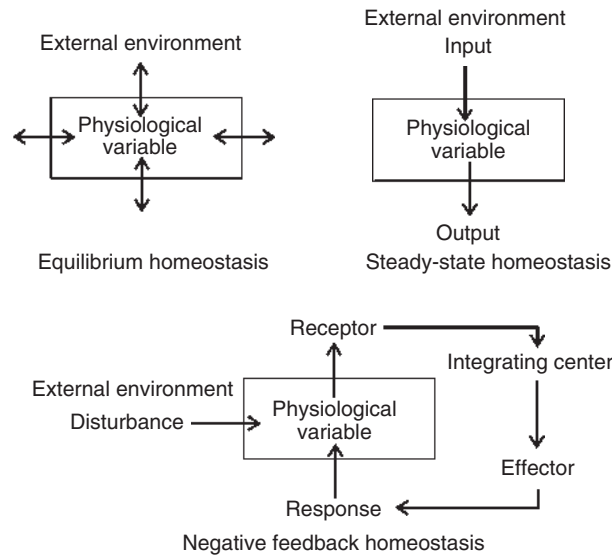 External environment
Physiological
variable
Equilibrium homeostasis
External environment
Input
Physiological
variable
Output
Steady-state homeostasis
Receptor
Integrating center
External environment
Disturbance
Physiological
variable
Effector
Response
Negative feedback homeostasis